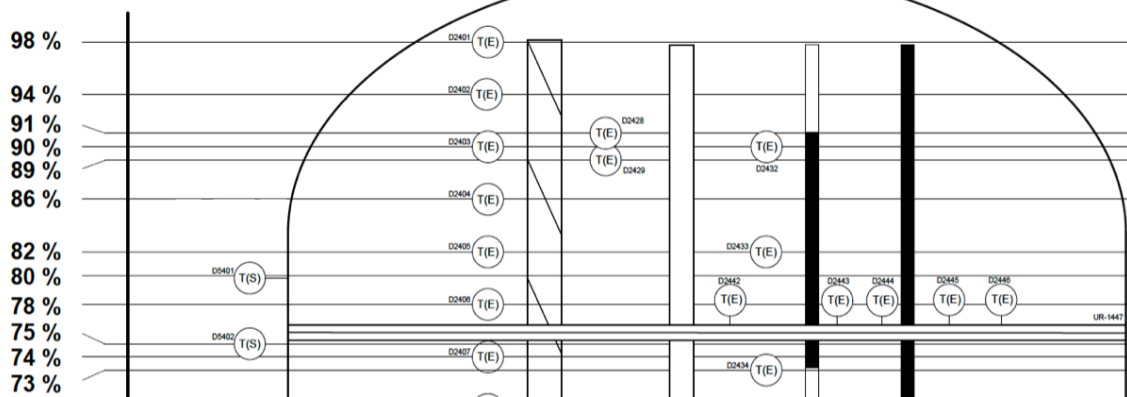 98 %
D2401
T(E)
94 %
D2402
T(E)
91 %
D2428
T(E)
90 %
D2403
T(E)
T(E)
D2432
89 %
T(E)
D2429
86 %
D2404
T(E)
82 %
D2405
T(E)
D2433
T(E)
80 %
D5401
T(S)
78 %
D2406
T(E)
D2442
T(E)
D2443
T(E)
D2444
T(E)
D2445
T(E)
D2446
T(E)
UR-1447
75 %
D5402
T(S)
74 %
D2407
T(E)
73 %
D2434
T(E)